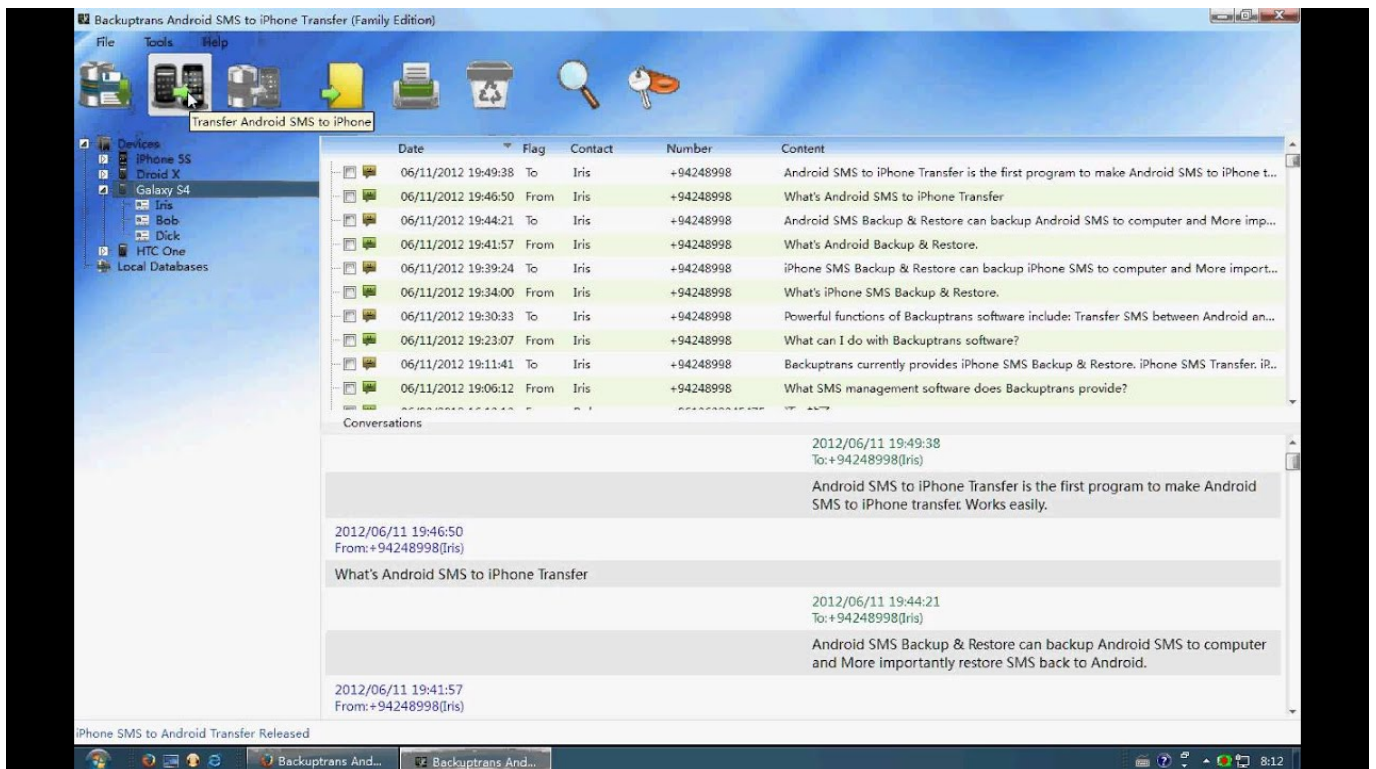 Backuptrans Android SMS to iPhone Transfer (Family Edition)
File Tools Help
Transfer Android SMS to iPhone
Devices
iPhone 5S
Droid X
Galaxy S4
Iris
Bob
Dick
HTC One
Local Databases
Date Flag Contact Number Content
06/11/2012 19:49:38 To Iris +94248998 Android SMS to iPhone Transfer is the first program to make Android SMS to iPhone t...
06/11/2012 19:46:50 From Iris +94248998 What's Android SMS to iPhone Transfer
06/11/2012 19:44:21 To Iris +94248998 Android SMS Backup & Restore can backup Android SMS to computer and More imp...
06/11/2012 19:41:57 From Iris +94248998 What's Android Backup & Restore.
06/11/2012 19:39:24 To Iris +94248998 iPhone SMS Backup & Restore can backup iPhone SMS to computer and More import...
06/11/2012 19:34:00 From Iris +94248998 What's iPhone SMS Backup & Restore.
06/11/2012 19:30:33 To Iris +94248998 Powerful functions of Backuptrans software include: Transfer SMS between Android an...
06/11/2012 19:23:07 From Iris +94248998 What can I do with Backuptrans software?
06/11/2012 19:11:41 To Iris +94248998 Backuptrans currently provides iPhone SMS Backup & Restore. iPhone SMS Transfer. iP...
06/11/2012 19:06:12 From Iris +94248998 What SMS management software does Backuptrans provide?
Conversations
2012/06/11 19:49:38
To:+94248998(Iris)
Android SMS to iPhone Transfer is the first program to make Android
SMS to iPhone transfer. Works easily.
2012/06/11 19:46:50
From:+94248998(Iris)
What's Android SMS to iPhone Transfer
2012/06/11 19:44:21
To:+94248998(Iris)
Android SMS Backup & Restore can backup Android SMS to computer
and More importantly restore SMS back to Android.
2012/06/11 19:41:57
From:+94248998(Iris)
iPhone SMS to Android Transfer Released
Backuptrans And... Backuptrans And... 8:12